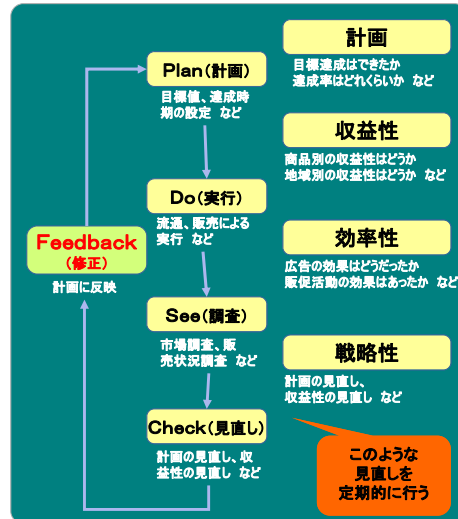 Plan(計画)
目標値、達成時
期の設定 など
Do(実行)
流通、販売による
実行 など
Feedback
(修正)
計画に反映
See(調査)
市場調査、販
売状況調査 など
Check(見直し)
計画の見直し、収
益性の見直し など
計画
目標達成はできたか
達成率はどれくらいか など
収益性
商品別の収益性はどうか
地域別の収益性はどうか など
効率性
広告の効果はどうだったか
販促活動の効果はあったか など
戦略性
計画の見直し、
収益性の見直し など
このような
見直しを
定期的に行う